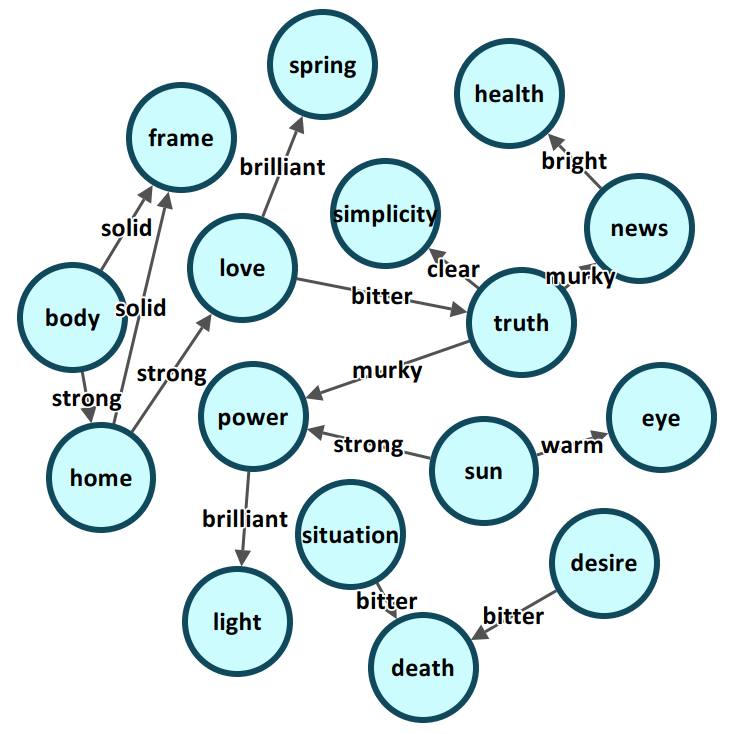 spring
health
frame
bright
brilliant
simplicity
solid
news
love
clear
murky
bitter
solid
body
truth
strong
murky
strong
power
eye
strong
warm
home
sun
brilliant
situation
desire
bitter
bitter
light
death